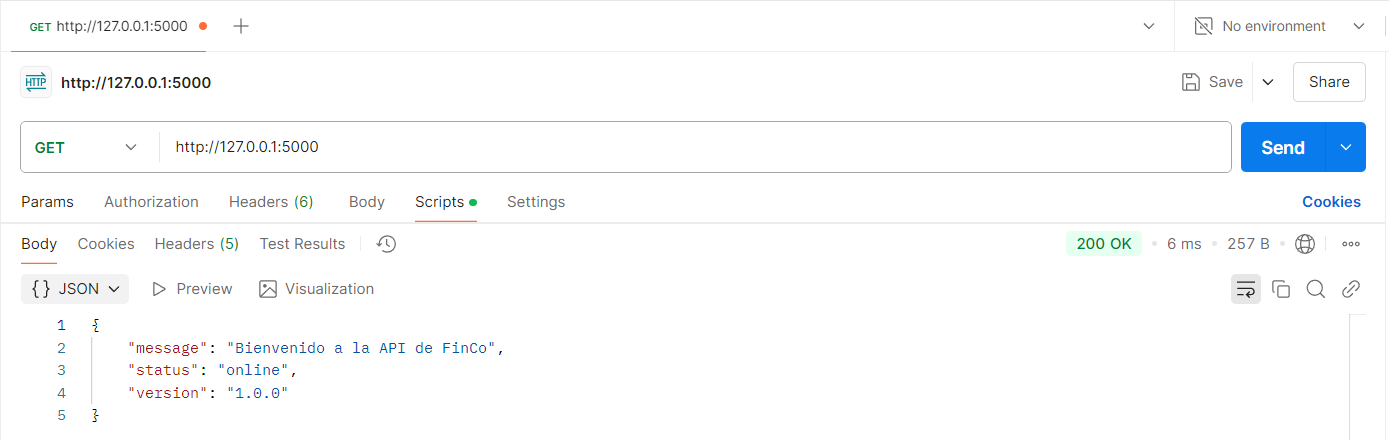 GET http://127.0.0.1:5000
No environment
HTTP http://127.0.0.1:5000
Save
Share
GET http://127.0.0.1:5000
Send
Params Authorization Headers (6) Body Scripts Settings Cookies
Body Cookies Headers (5) Test Results 200 OK 6 ms 257 B
{} JSON Preview Visualization
1 {
2 "message": "Bienvenido a la API de FinCo",
3 "status": "online",
4 "version": "1.0.0"
5 }